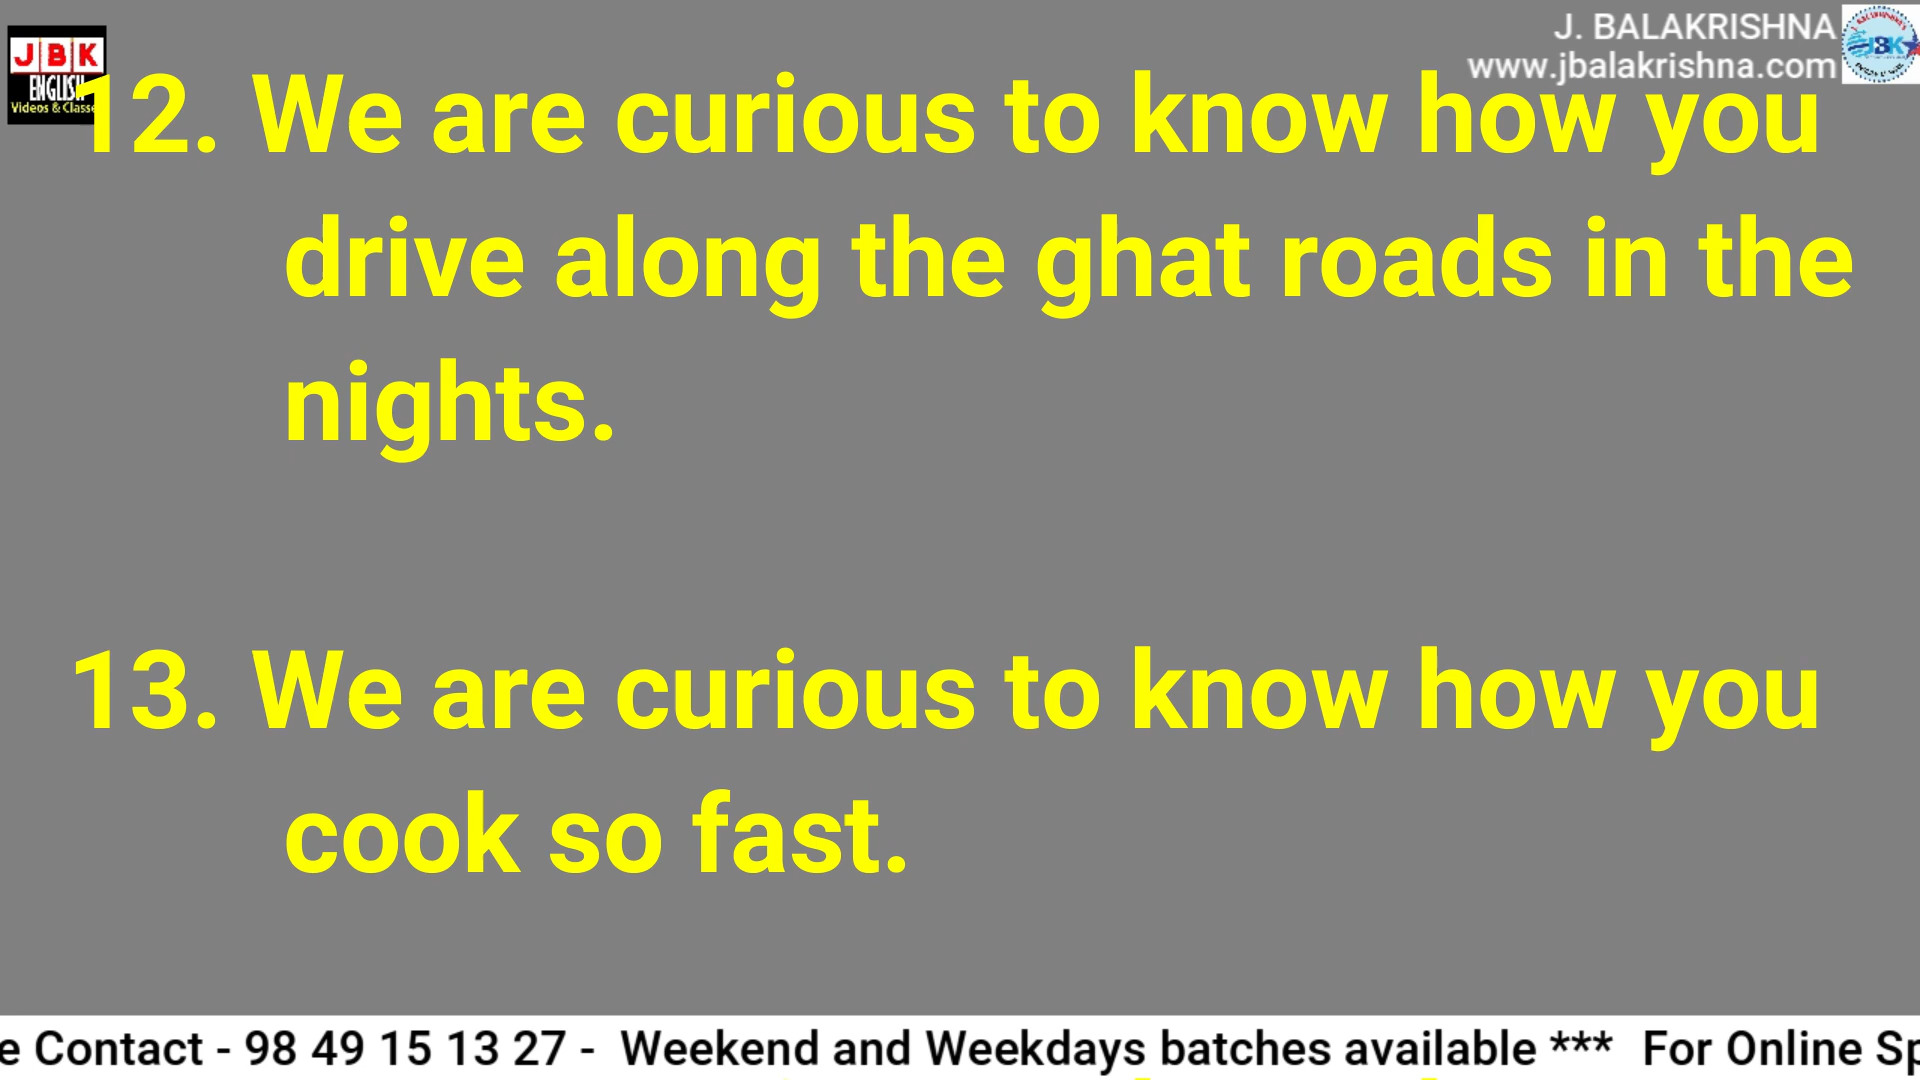 JBK
ENGLISH
Videos & Classe
J. BALAKRISHNA
www.jbalakrishna.com
JBK
12. We are curious to know how you
drive along the ghat roads in the
nights.
13. We are curious to know how you
cook so fast.
e Contact - 98 49 15 13 27 - Weekend and Weekdays batches available *** For Online Sp